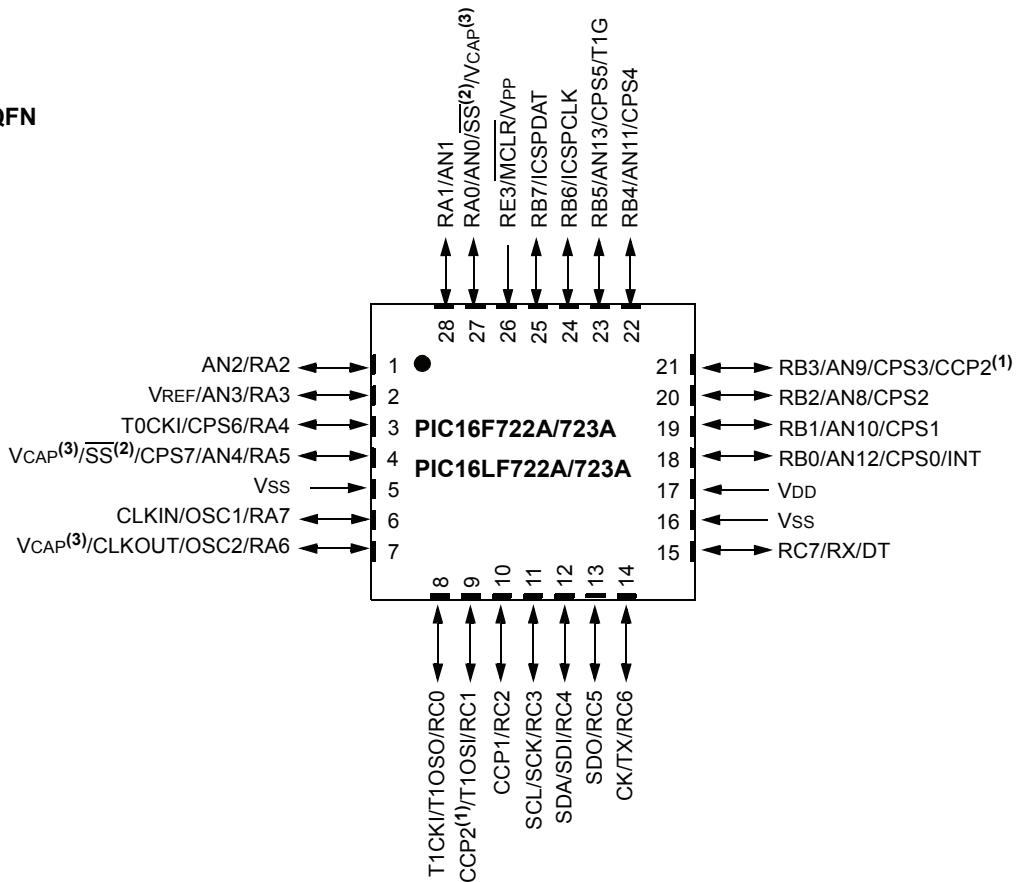 QFN
RA1/AN1
RA0/AN0/SS(2)/VCAP(3)
RE3/MCLR/VPP
RB7/ICSPDAT
RB6/ICSPCLK
RB5/AN13/CPS5/T1G
RB4/AN11/CPS4
28 27 26 25 24 23 22
AN2/RA2 1
VREF/AN3/RA3 2
T0CKI/CPS6/RA4 3
VCAP(3)/SS(2)/CPS7/AN4/RA5 4
VSS 5
CLKIN/OSC1/RA7 6
VCAP(3)/CLKOUT/OSC2/RA6 7
PIC16F722A/723A
PIC16LF722A/723A
21 RB3/AN9/CPS3/CCP2(1)
20 RB2/AN8/CPS2
19 RB1/AN10/CPS1
18 RB0/AN12/CPS0/INT
17 VDD
16 VSS
15 RC7/RX/DT
8 9 10 11 12 13 14
T1CKI/T1OSO/RC0
CCP2(1)/T1OSI/RC1
CCP1/RC2
SCL/SCK/RC3
SDA/SDI/RC4
SDO/RC5
CK/TX/RC6